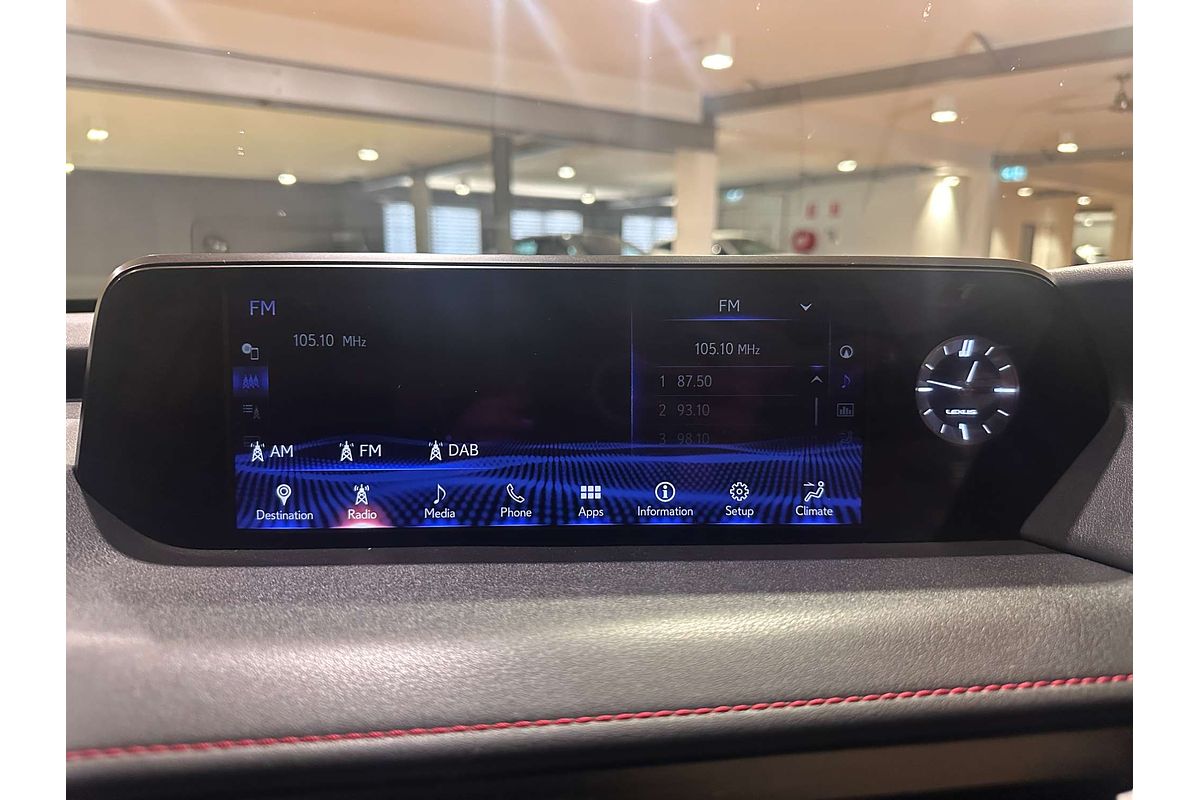 FM
105.10 MHz
FM
105.10 MHz
1 87.50
2 93.10
3 98.10
AM FM DAB
Destination Radio Media Phone Apps Information Setup Climate
LEXUS